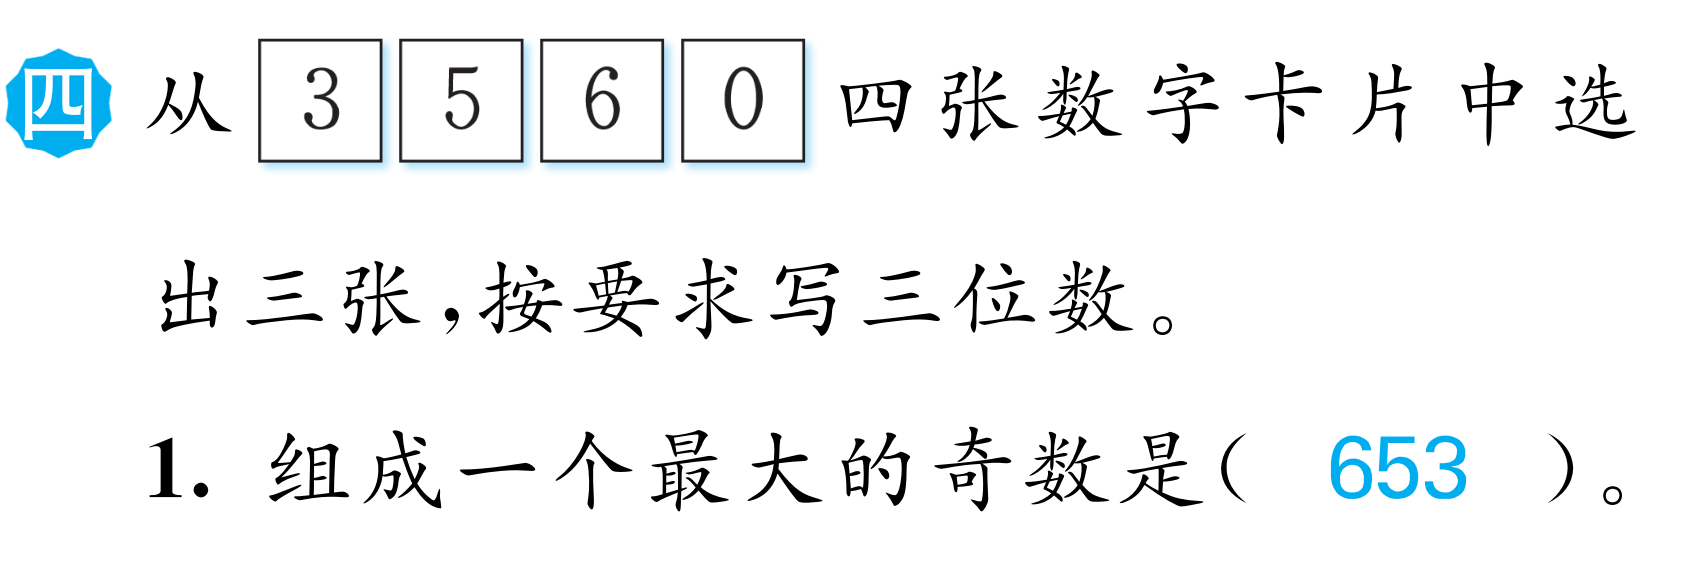 四 从 3 5 6 0 四张数字卡片中选
出三张,按要求写三位数。
1. 组成一个最大的奇数是( 653 )。